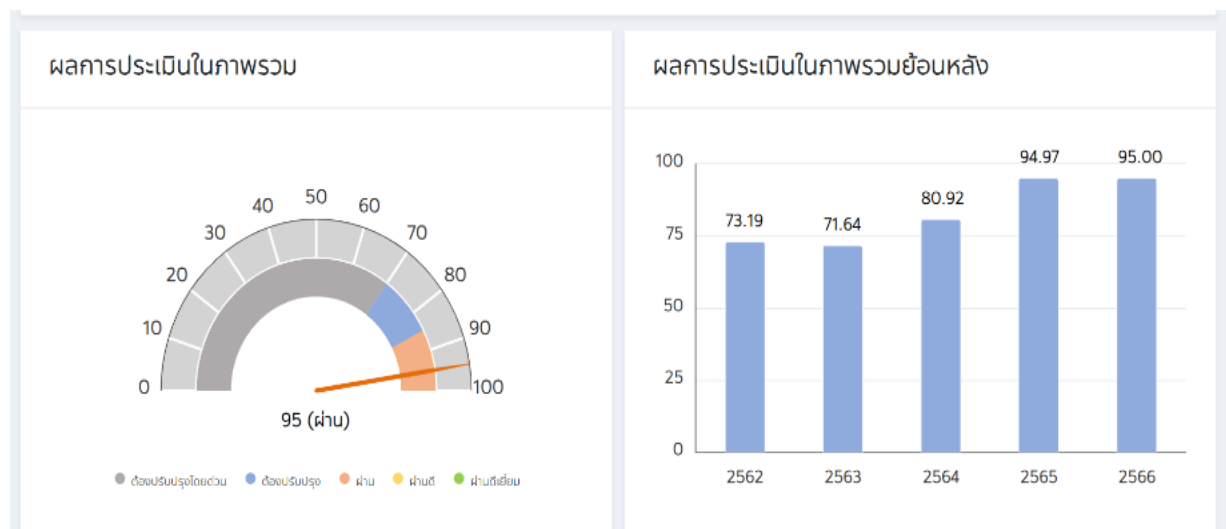 ผลการประเมินในภาพรวม
0
10
20
30
40
50
60
70
80
90
100
95 (ผ่าน)
ต้องปรับปรุงโดยด่วน ต้องปรับปรุง ผ่าน ผ่านดี ผ่านดีเยี่ยม
ผลการประเมินในภาพรวมย้อนหลัง
100
75
50
25
0
73.19 71.64 80.92 94.97 95.00
2562 2563 2564 2565 2566